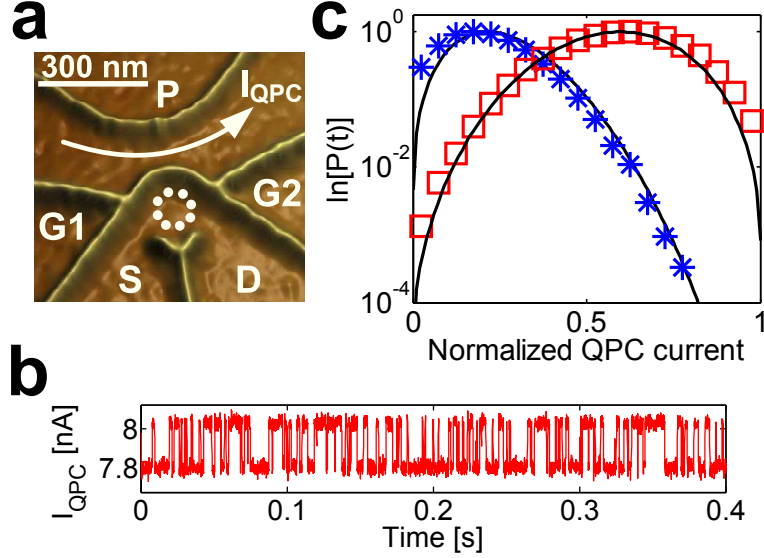 a
300 nm
P
I_QPC
G1
G2
S
D
c
ln[P(t)]
10^0
10^-2
10^-4
0
0.5
1
Normalized QPC current
b
I_QPC [nA]
8
7.8
0
0.1
0.2
0.3
0.4
Time [s]